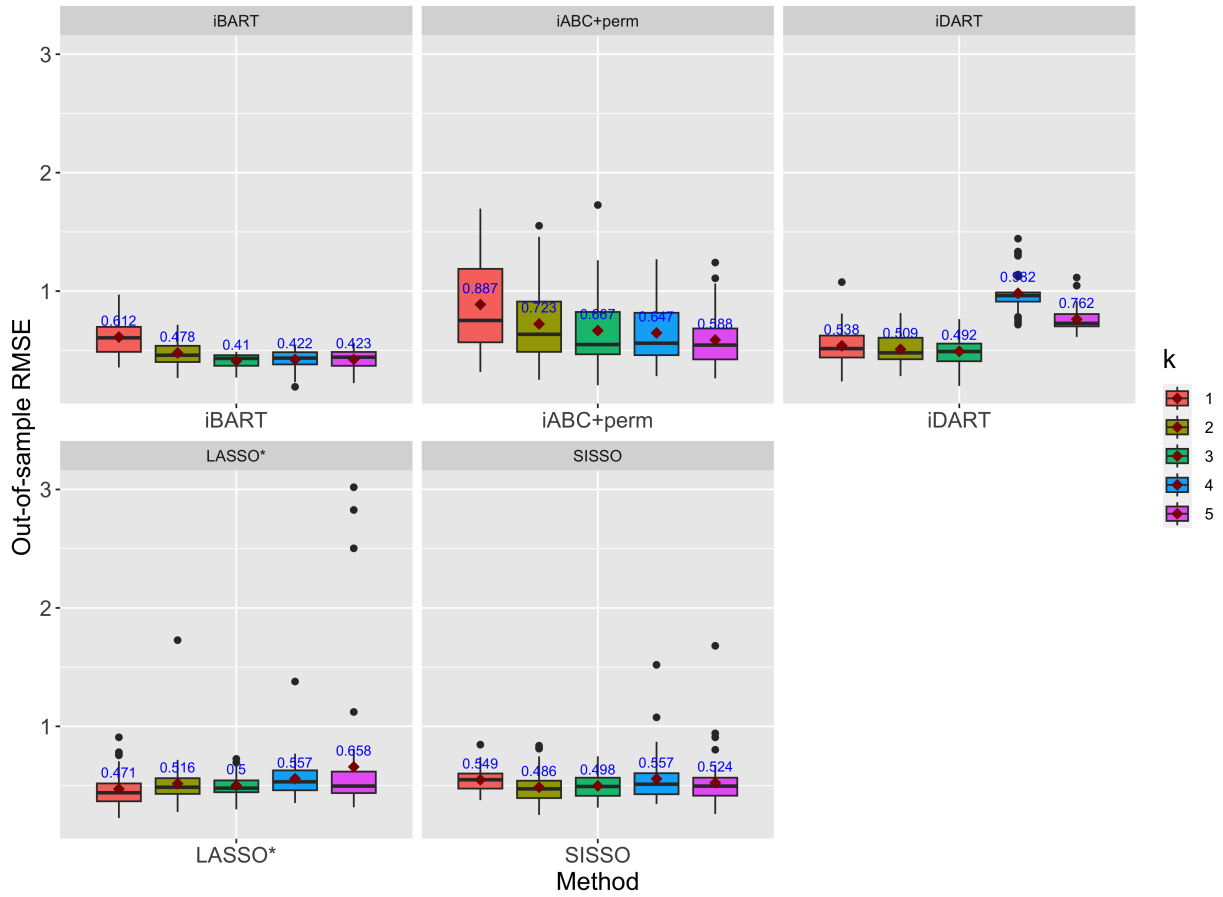 iBART
iABC+perm
iDART
3
2
1
0.612
0.478
0.41
0.422
0.423
0.887
0.723
0.667
0.647
0.588
0.538
0.509
0.492
0.982
0.762
iBART
iABC+perm
iDART
LASSO*
SISSO
3
2
1
0.471
0.516
0.5
0.557
0.658
0.549
0.486
0.498
0.557
0.524
LASSO*
SISSO
Method
Out-of-sample RMSE
k
1
2
3
4
5